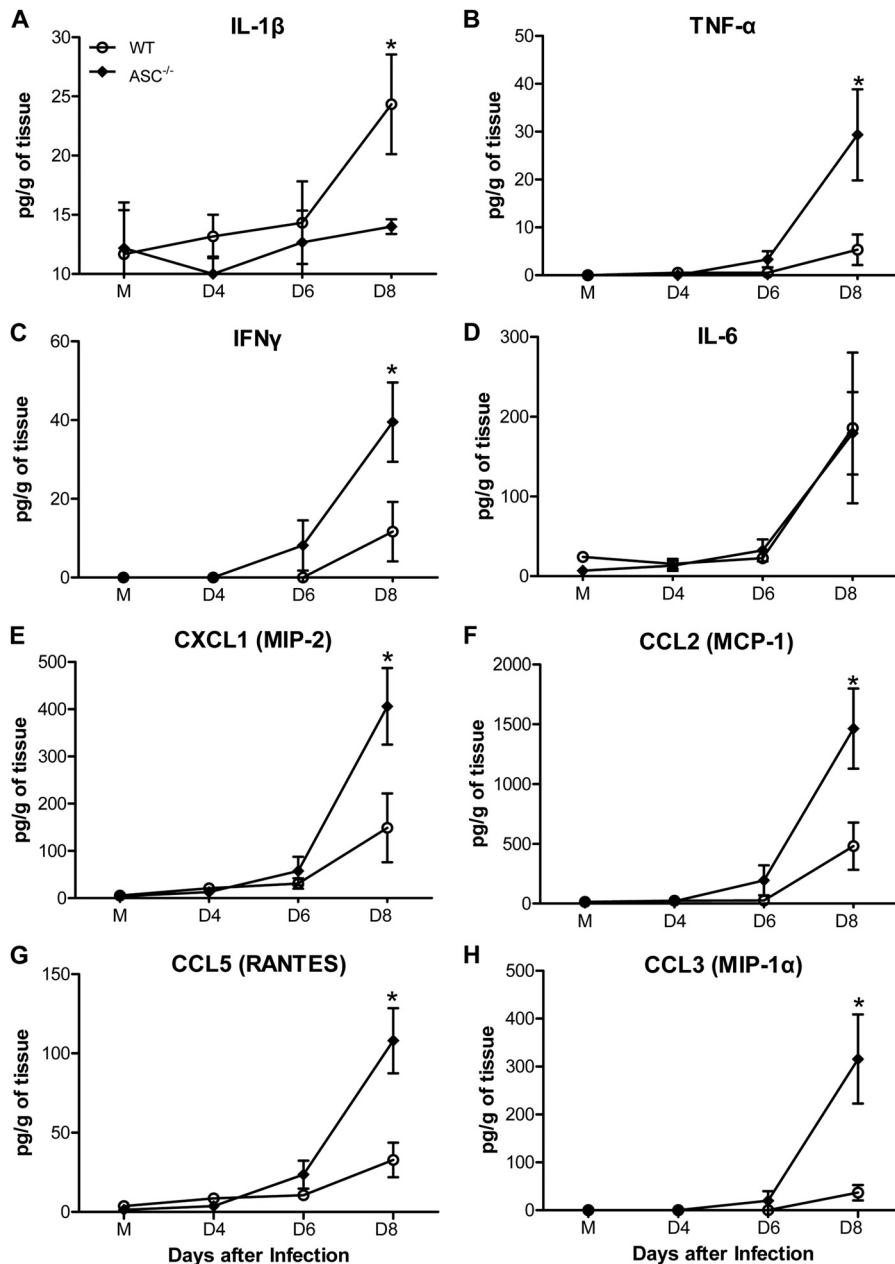 A
IL-1β
WT
ASC-/-
*
pg/g of tissue
30
25
20
15
10
M D4 D6 D8
B
TNF-α
*
pg/g of tissue
50
40
30
20
10
0
M D4 D6 D8
C
IFNγ
*
pg/g of tissue
60
40
20
0
M D4 D6 D8
D
IL-6
pg/g of tissue
300
200
100
0
M D4 D6 D8
E
CXCL1 (MIP-2)
*
pg/g of tissue
500
400
300
200
100
0
M D4 D6 D8
F
CCL2 (MCP-1)
*
pg/g of tissue
2000
1500
1000
500
0
M D4 D6 D8
G
CCL5 (RANTES)
*
pg/g of tissue
150
100
50
0
M D4 D6 D8
Days after Infection
H
CCL3 (MIP-1α)
*
pg/g of tissue
500
400
300
200
100
0
M D4 D6 D8
Days after Infection